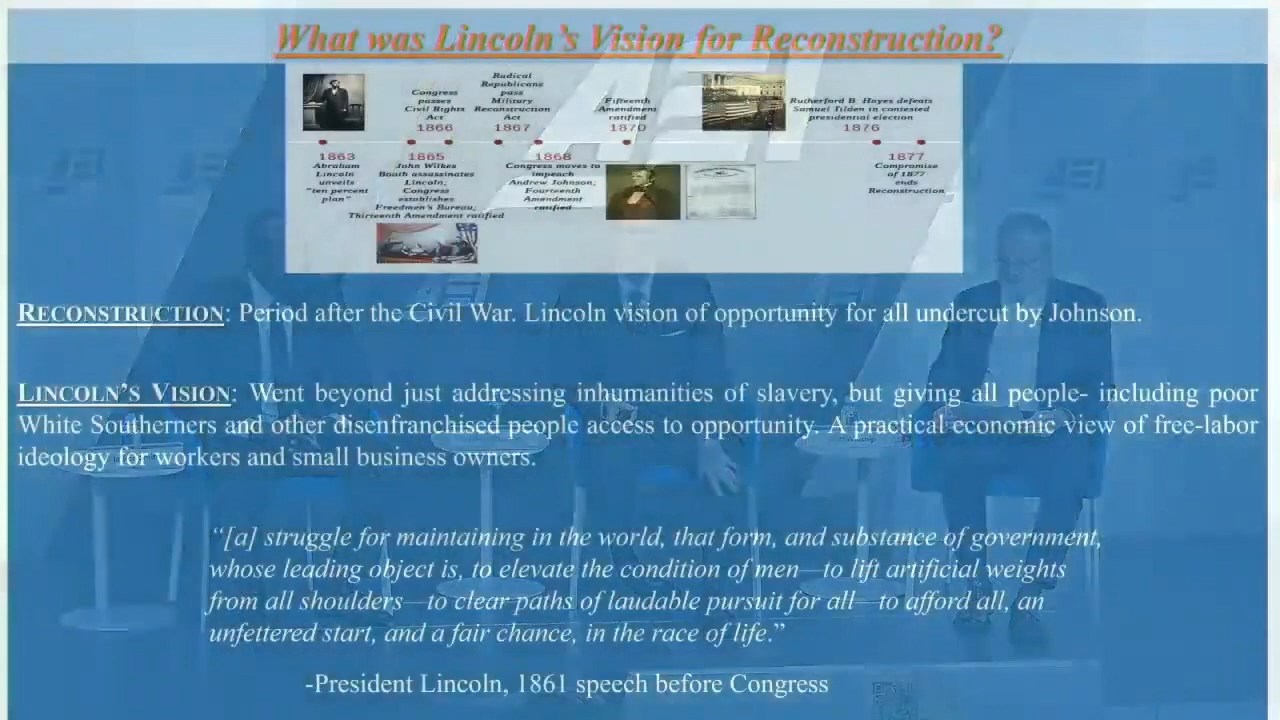 What was Lincoln's Vision for Reconstruction?
Radical
Republicans
pass
Military
Reconstruction
Act
1867
Congress
passes
Civil Rights
Act
1866
Fifteenth
Amendment
ratified
1870
Rutherford B. Hayes defeats
Samuel Tilden in contested
presidential election
1876
1863
Abraham
Lincoln
unveils
"ten percent
plan"
1865
John Wilkes
Booth assassinates
Lincoln;
Congress
establishes
Freedmen's Bureau;
Thirteenth Amendment ratified
1868
Congress moves to
impeach
Andrew Johnson;
Fourteenth
Amendment
ratified
1877
Compromise
of 1877
ends
Reconstruction
AEI
RECONSTRUCTION: Period after the Civil War. Lincoln vision of opportunity for all undercut by Johnson.
LINCOLN'S VISION: Went beyond just addressing inhumanities of slavery, but giving all people- including poor
White Southerners and other disenfranchised people access to opportunity. A practical economic view of free-labor
ideology for workers and small business owners.
“[a] struggle for maintaining in the world, that form, and substance of government,
whose leading object is, to elevate the condition of men—to lift artificial weights
from all shoulders—to clear paths of laudable pursuit for all—to afford all, an
unfettered start, and a fair chance, in the race of life.”
-President Lincoln, 1861 speech before Congress